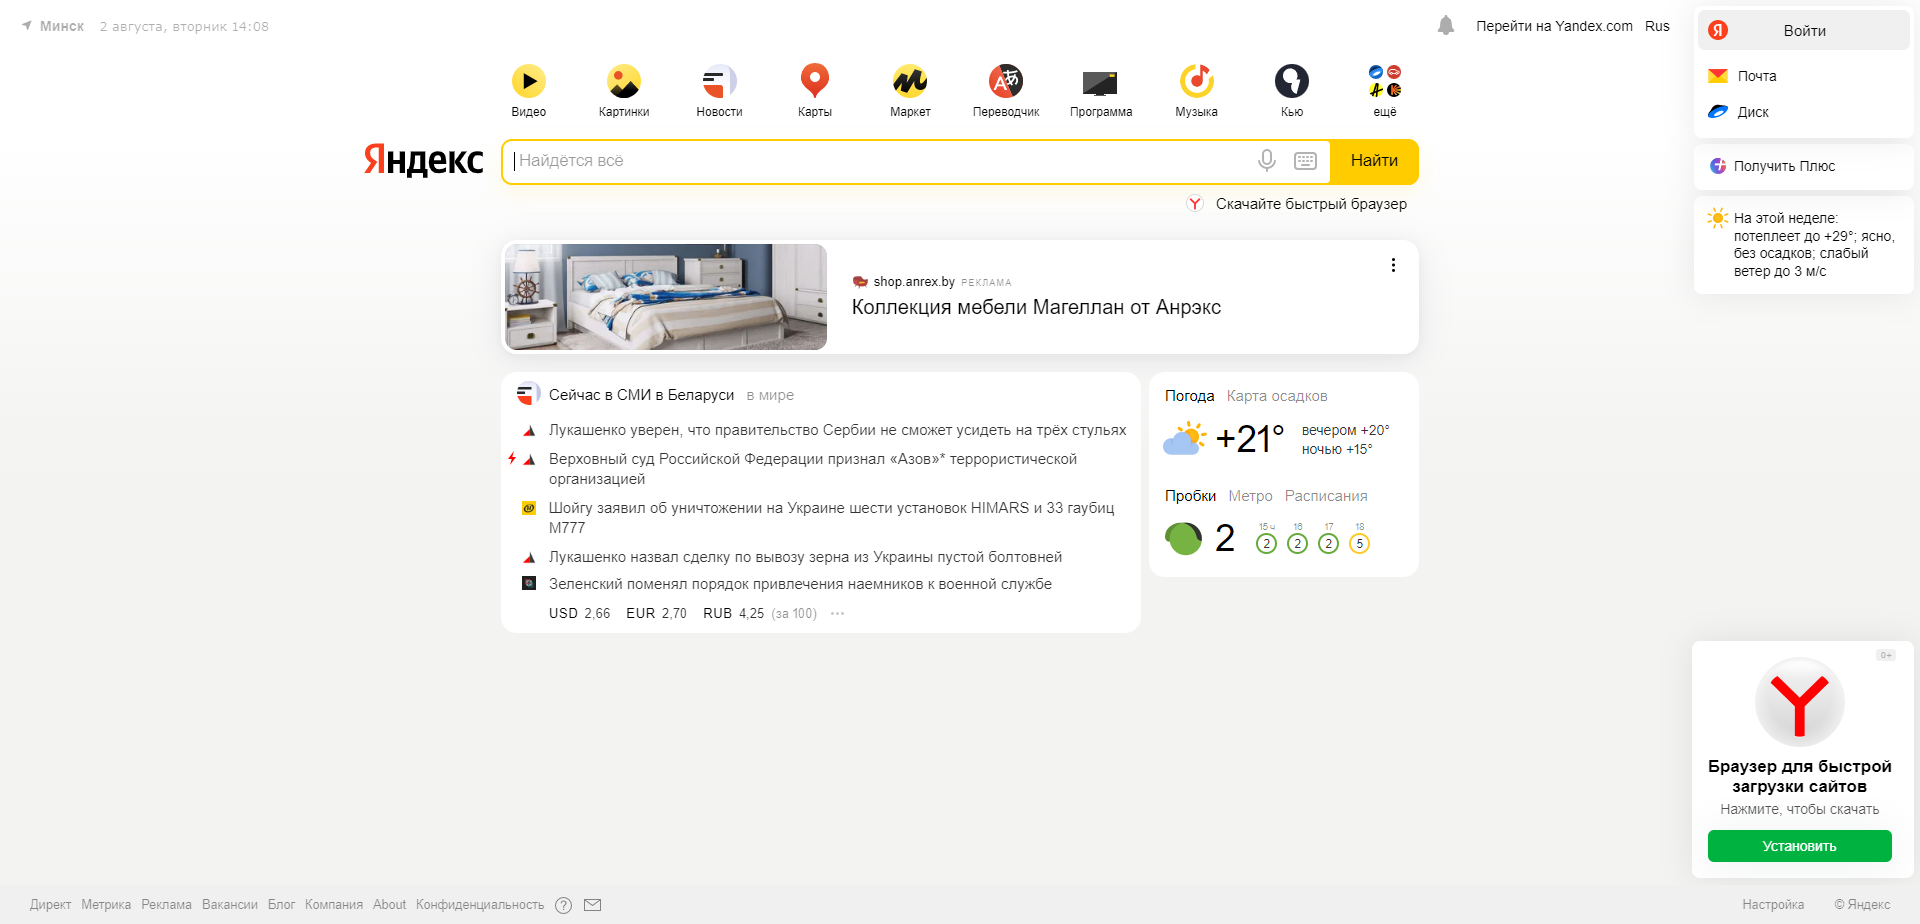 Минск 2 августа, вторник 14:08
Перейти на Yandex.com Rus
Я Войти
Почта
Диск
Получить Плюс
На этой неделе:
потеплеет до +29°; ясно,
без осадков; слабый
ветер до 3 м/с
Видео Картинки Новости Карты Маркет Переводчик Программа Музыка Кью ещё
Яндекс
Найдётся всё
Найти
Скачайте быстрый браузер
shop.anrex.by РЕКЛАМА
Коллекция мебели Магеллан от Анрэкс
Сейчас в СМИ в Беларуси в мире
Лукашенко уверен, что правительство Сербии не сможет усидеть на трёх стульях
Верховный суд Российской Федерации признал «Азов»* террористической
организацией
Шойгу заявил об уничтожении на Украине шести установок HIMARS и 33 гаубиц
M777
Лукашенко назвал сделку по вывозу зерна из Украины пустой болтовней
Зеленский поменял порядок привлечения наемников к военной службе
USD 2,66 EUR 2,70 RUB 4,25 (за 100) ···
Погода Карта осадков
+21° вечером +20°
ночью +15°
Пробки Метро Расписания
2
15 ч 16 17 18
2 2 2 5
0+
Браузер для быстрой
загрузки сайтов
Нажмите, чтобы скачать
Установить
Директ Метрика Реклама Вакансии Блог Компания About Конфиденциальность ?
Настройка © Яндекс